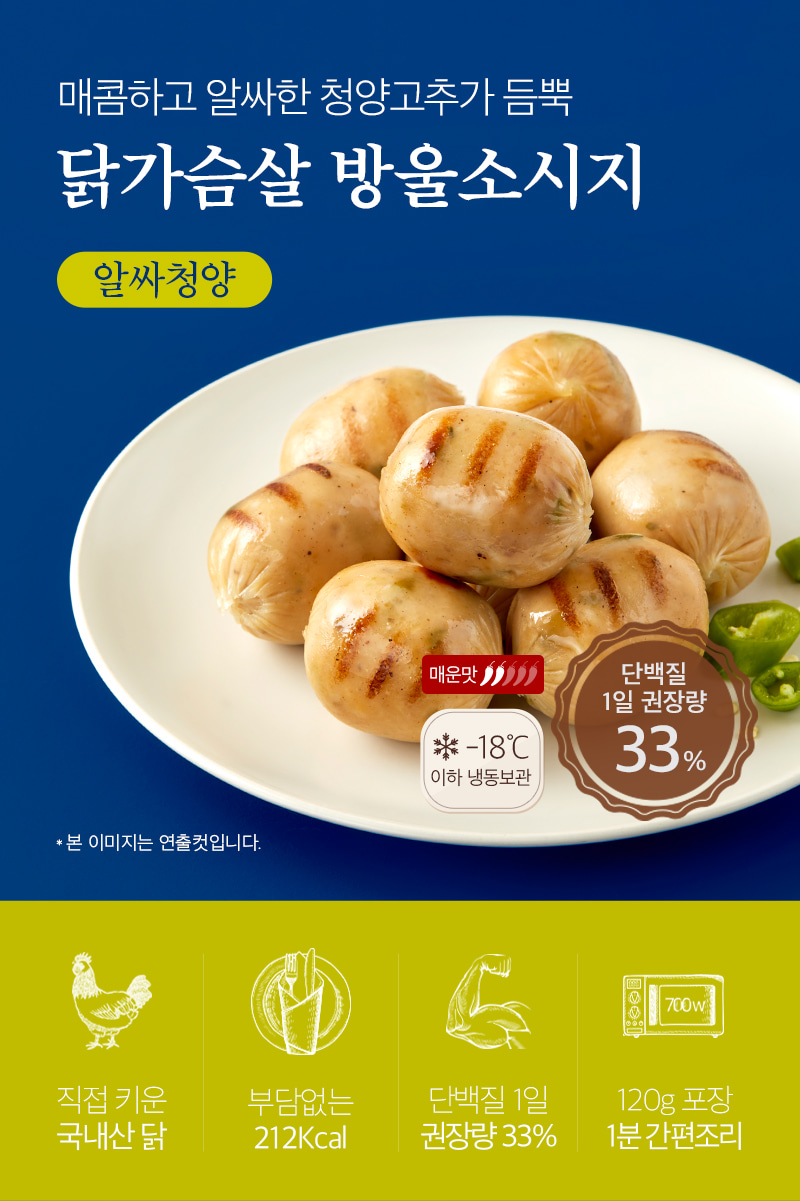 매콤하고 알싸한 청양고추가 듬뿍
닭가슴살 방울소시지
알싸청양
매운맛
-18℃
이하 냉동보관
단백질
1일 권장량
33%
* 본 이미지는 연출컷입니다.
700W
직접 키운
국내산 닭
부담없는
212Kcal
단백질 1일
권장량 33%
120g 포장
1분 간편조리